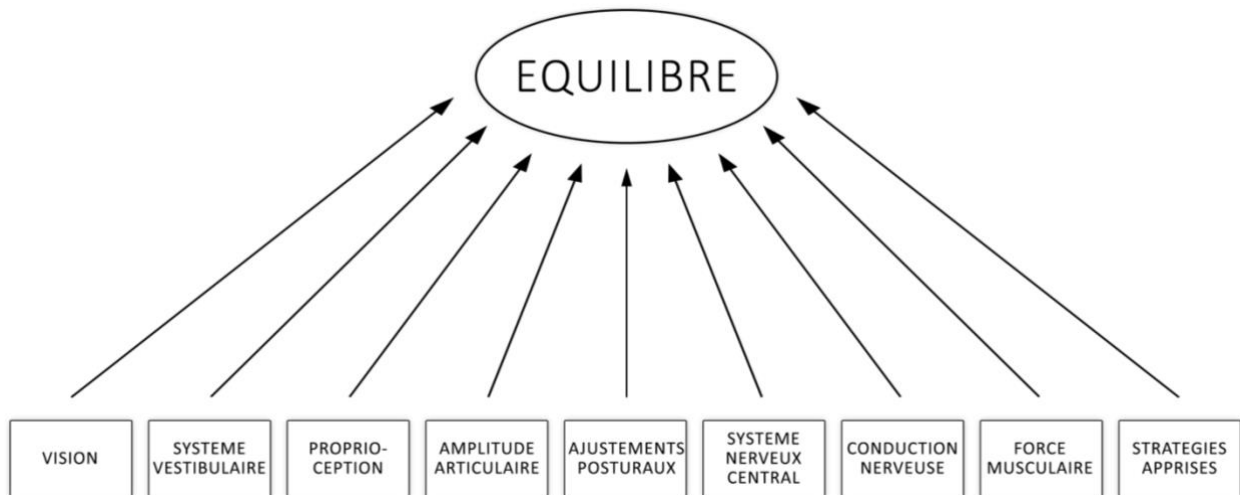 EQUILIBRE
VISION
SYSTEME
VESTIBULAIRE
PROPRIO-
CEPTION
AMPLITUDE
ARTICULAIRE
AJUSTEMENTS
POSTURAUX
SYSTEME
NERVEUX
CENTRAL
CONDUCTION
NERVEUSE
FORCE
MUSCULAIRE
STRATEGIES
APPRISES